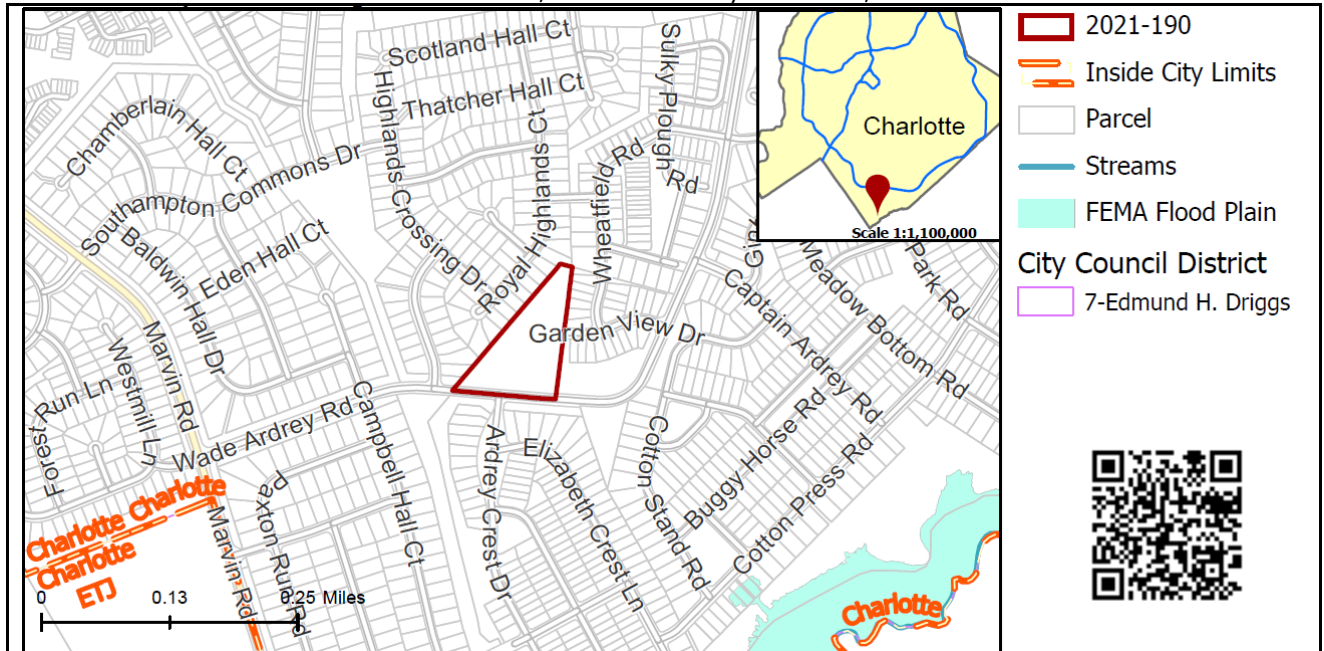 Scotland Hall Ct
Thatcher Hall Ct
Highlands Crossing Dr
Royal Highlands Ct
Sulky Plough
Rd
Wheatfield Rd
Chamberlain Hall Ct
Southampton Commons Dr
Baldwin Hall Dr
Eden Hall Ct
Garden View Dr
Captain Ardrey Rd
Meadow Bottom Rd
Park Rd
Marvin Rd
Westmill Ln
Forest Run Ln
Wade Ardrey Rd
Campbell Hall Ct
Ardrey Crest Dr
Elizabeth Crest Ln
Cotton Stand Rd
Buggy Horse Rd
Cotton Press Rd
Paxton Run Rd
Marvin Rd
Charlotte Charlotte
Charlotte
ETJ
Charlotte
0 0.13 0.25 Miles
Charlotte
Scale 1:1,100,000
2021-190
Inside City Limits
Parcel
Streams
FEMA Flood Plain
City Council District
7-Edmund H. Driggs